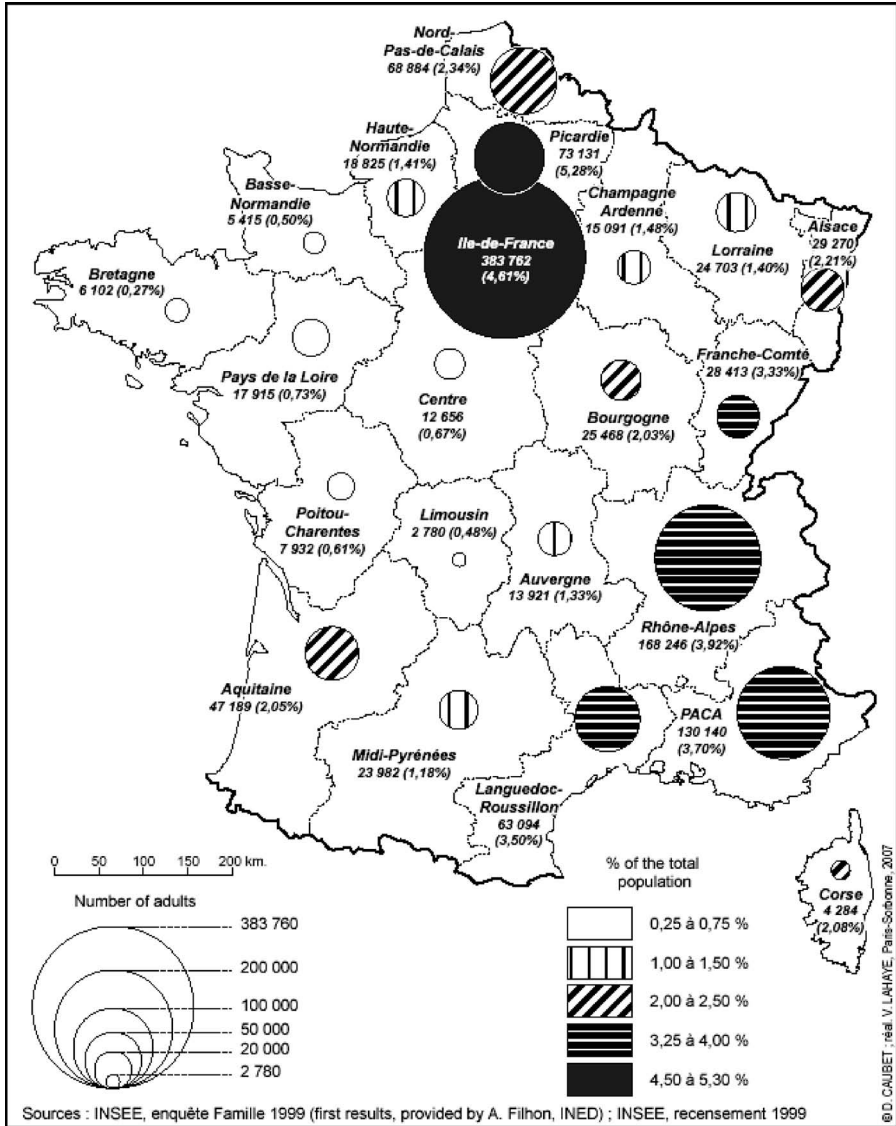 Nord-
Pas-de-Calais
68 884 (2,34%)
Haute-
Normandie
18 825 (1,41%)
Picardie
73 131
(5,28%)
Basse-
Normandie
5 415 (0,50%)
Champagne
Ardenne
15 091 (1,48%)
Ile-de-France
383 762
(4,61%)
Lorraine
24 703 (1,40%)
Alsace
29 270
(2,21%)
Bretagne
6 102 (0,27%)
Pays de la Loire
17 915 (0,73%)
Centre
12 656
(0,67%)
Bourgogne
25 468 (2,03%)
Franche-Comté
28 413 (3,33%)
Poitou-
Charentes
7 932 (0,61%)
Limousin
2 780 (0,48%)
Auvergne
13 921 (1,33%)
Rhône-Alpes
168 246 (3,92%)
Aquitaine
47 189 (2,05%)
Midi-Pyrénées
23 982 (1,18%)
Languedoc-
Roussillon
63 094
(3,50%)
PACA
130 140
(3,70%)
Corse
4 284
(2,08%)
0 50 100 150 200 km.
Number of adults
383 760
200 000
100 000
50 000
20 000
2 780
% of the total
population
0,25 à 0,75 %
1,00 à 1,50 %
2,00 à 2,50 %
3,25 à 4,00 %
4,50 à 5,30 %
Sources : INSEE, enquête Famille 1999 (first results, provided by A. Filhon, INED) ; INSEE, recensement 1999
©D. CAUBET ; réal. V. LAHAYE, Paris-Sorbonne, 2007